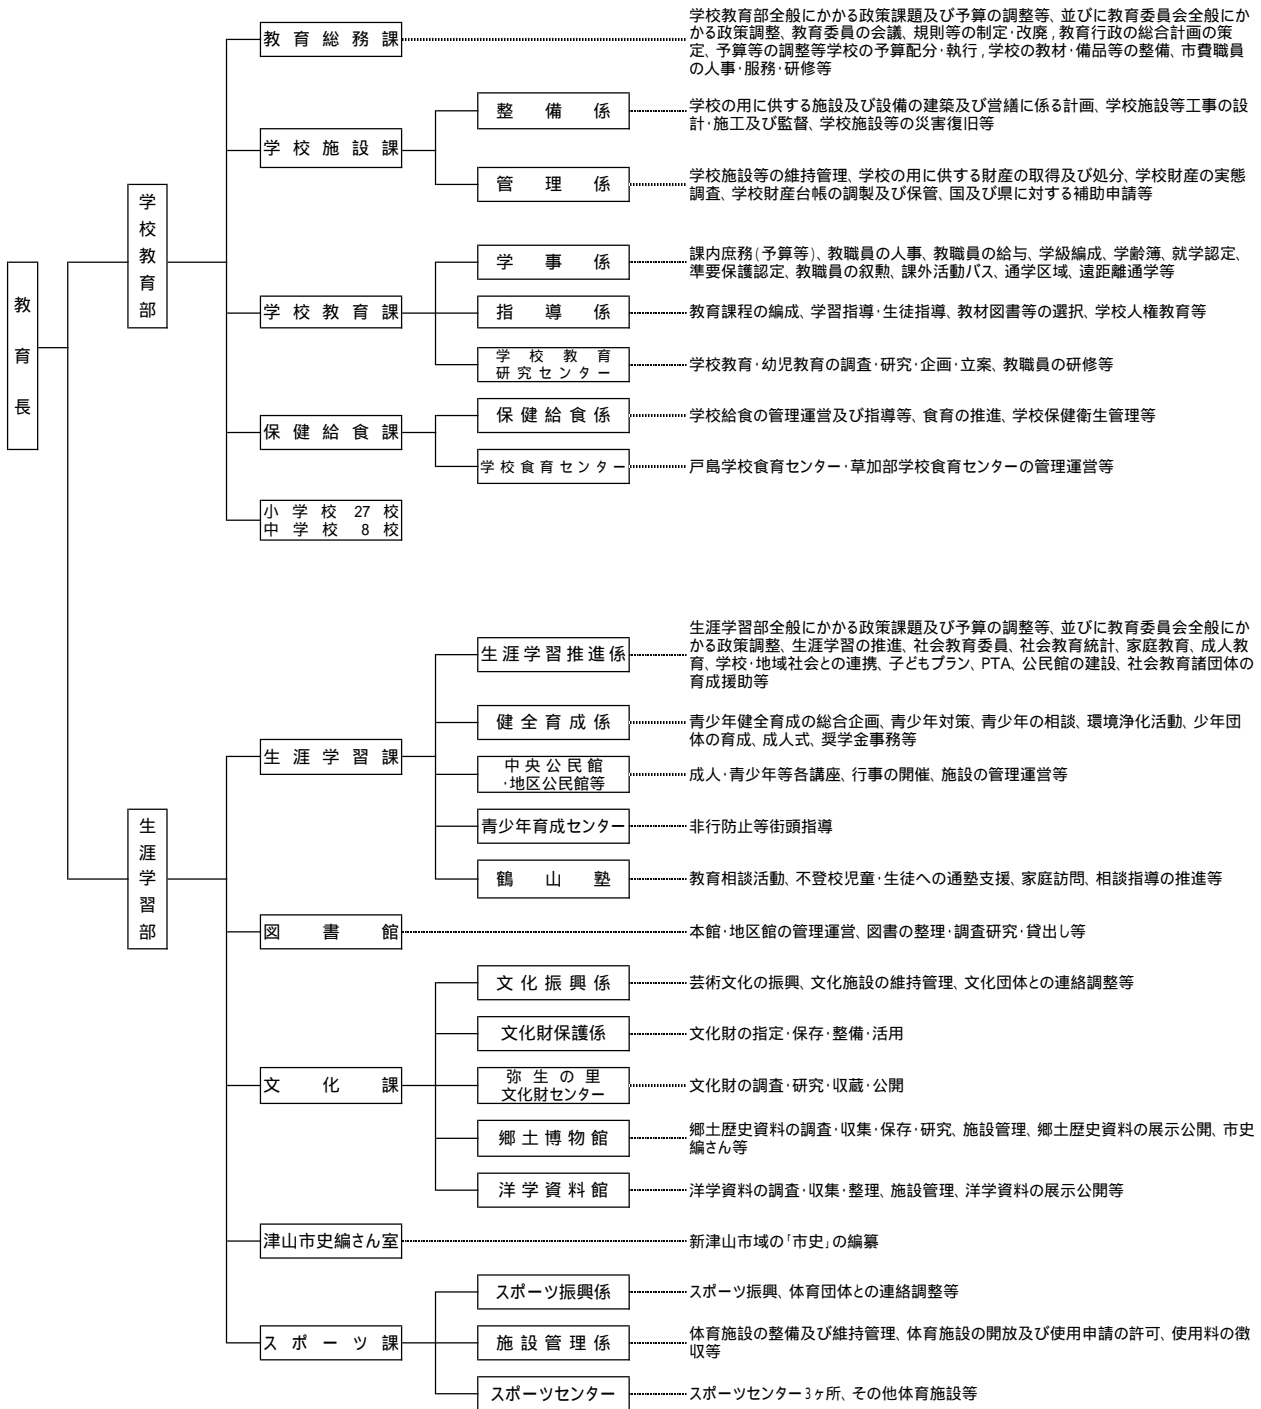 教育長
学校教育部
教育総務課
学校教育部全般にかかる政策課題及び予算の調整等、並びに教育委員会全般にか
かる政策調整、教育委員の会議、規則等の制定・改廃,教育行政の総合計画の策
定、予算等の調整等学校の予算配分・執行,学校の教材・備品等の整備、市費職員
の人事・服務・研修等
学校施設課
整備係
学校の用に供する施設及び設備の建築及び営繕に係る計画、学校施設等工事の設
計・施工及び監督、学校施設等の災害復旧等
管理係
学校施設等の維持管理、学校の用に供する財産の取得及び処分、学校財産の実態
調査、学校財産台帳の調製及び保管、国及び県に対する補助申請等
学校教育課
学事係
課内庶務(予算等)、教職員の人事、教職員の給与、学級編成、学齢簿、就学認定、
準要保護認定、教職員の叙勲、課外活動バス、通学区域、遠距離通学等
指導係
教育課程の編成、学習指導・生徒指導、教材図書等の選択、学校人権教育等
学校教育
研究センター
学校教育・幼児教育の調査・研究・企画・立案、教職員の研修等
保健給食課
保健給食係
学校給食の管理運営及び指導等、食育の推進、学校保健衛生管理等
学校食育センター
戸島学校食育センター・草加部学校食育センターの管理運営等
小学校 27 校
中学校 8 校
生涯学習部
生涯学習課
生涯学習推進係
生涯学習部全般にかかる政策課題及び予算の調整等、並びに教育委員会全般にか
かる政策調整、生涯学習の推進、社会教育委員、社会教育統計、家庭教育、成人教
育、学校・地域社会との連携、子どもプラン、PTA、公民館の建設、社会教育諸団体の
育成援助等
健全育成係
青少年健全育成の総合企画、青少年対策、青少年の相談、環境浄化活動、少年団
体の育成、成人式、奨学金事務等
中央公民館
・地区公民館等
成人・青少年等各講座、行事の開催、施設の管理運営等
青少年育成センター
非行防止等街頭指導
鶴山塾
教育相談活動、不登校児童・生徒への通塾支援、家庭訪問、相談指導の推進等
図書館
本館・地区館の管理運営、図書の整理・調査研究・貸出し等
文化課
文化振興係
芸術文化の振興、文化施設の維持管理、文化団体との連絡調整等
文化財保護係
文化財の指定・保存・整備・活用
弥生の里
文化財センター
文化財の調査・研究・収蔵・公開
郷土博物館
郷土歴史資料の調査・収集・保存・研究、施設管理、郷土歴史資料の展示公開、市史
編さん等
洋学資料館
洋学資料の調査・収集・整理、施設管理、洋学資料の展示公開等
津山市史編さん室
新津山市域の「市史」の編纂
スポーツ課
スポーツ振興係
スポーツ振興、体育団体との連絡調整等
施設管理係
体育施設の整備及び維持管理、体育施設の開放及び使用申請の許可、使用料の徴
収等
スポーツセンター
スポーツセンター3ヶ所、その他体育施設等